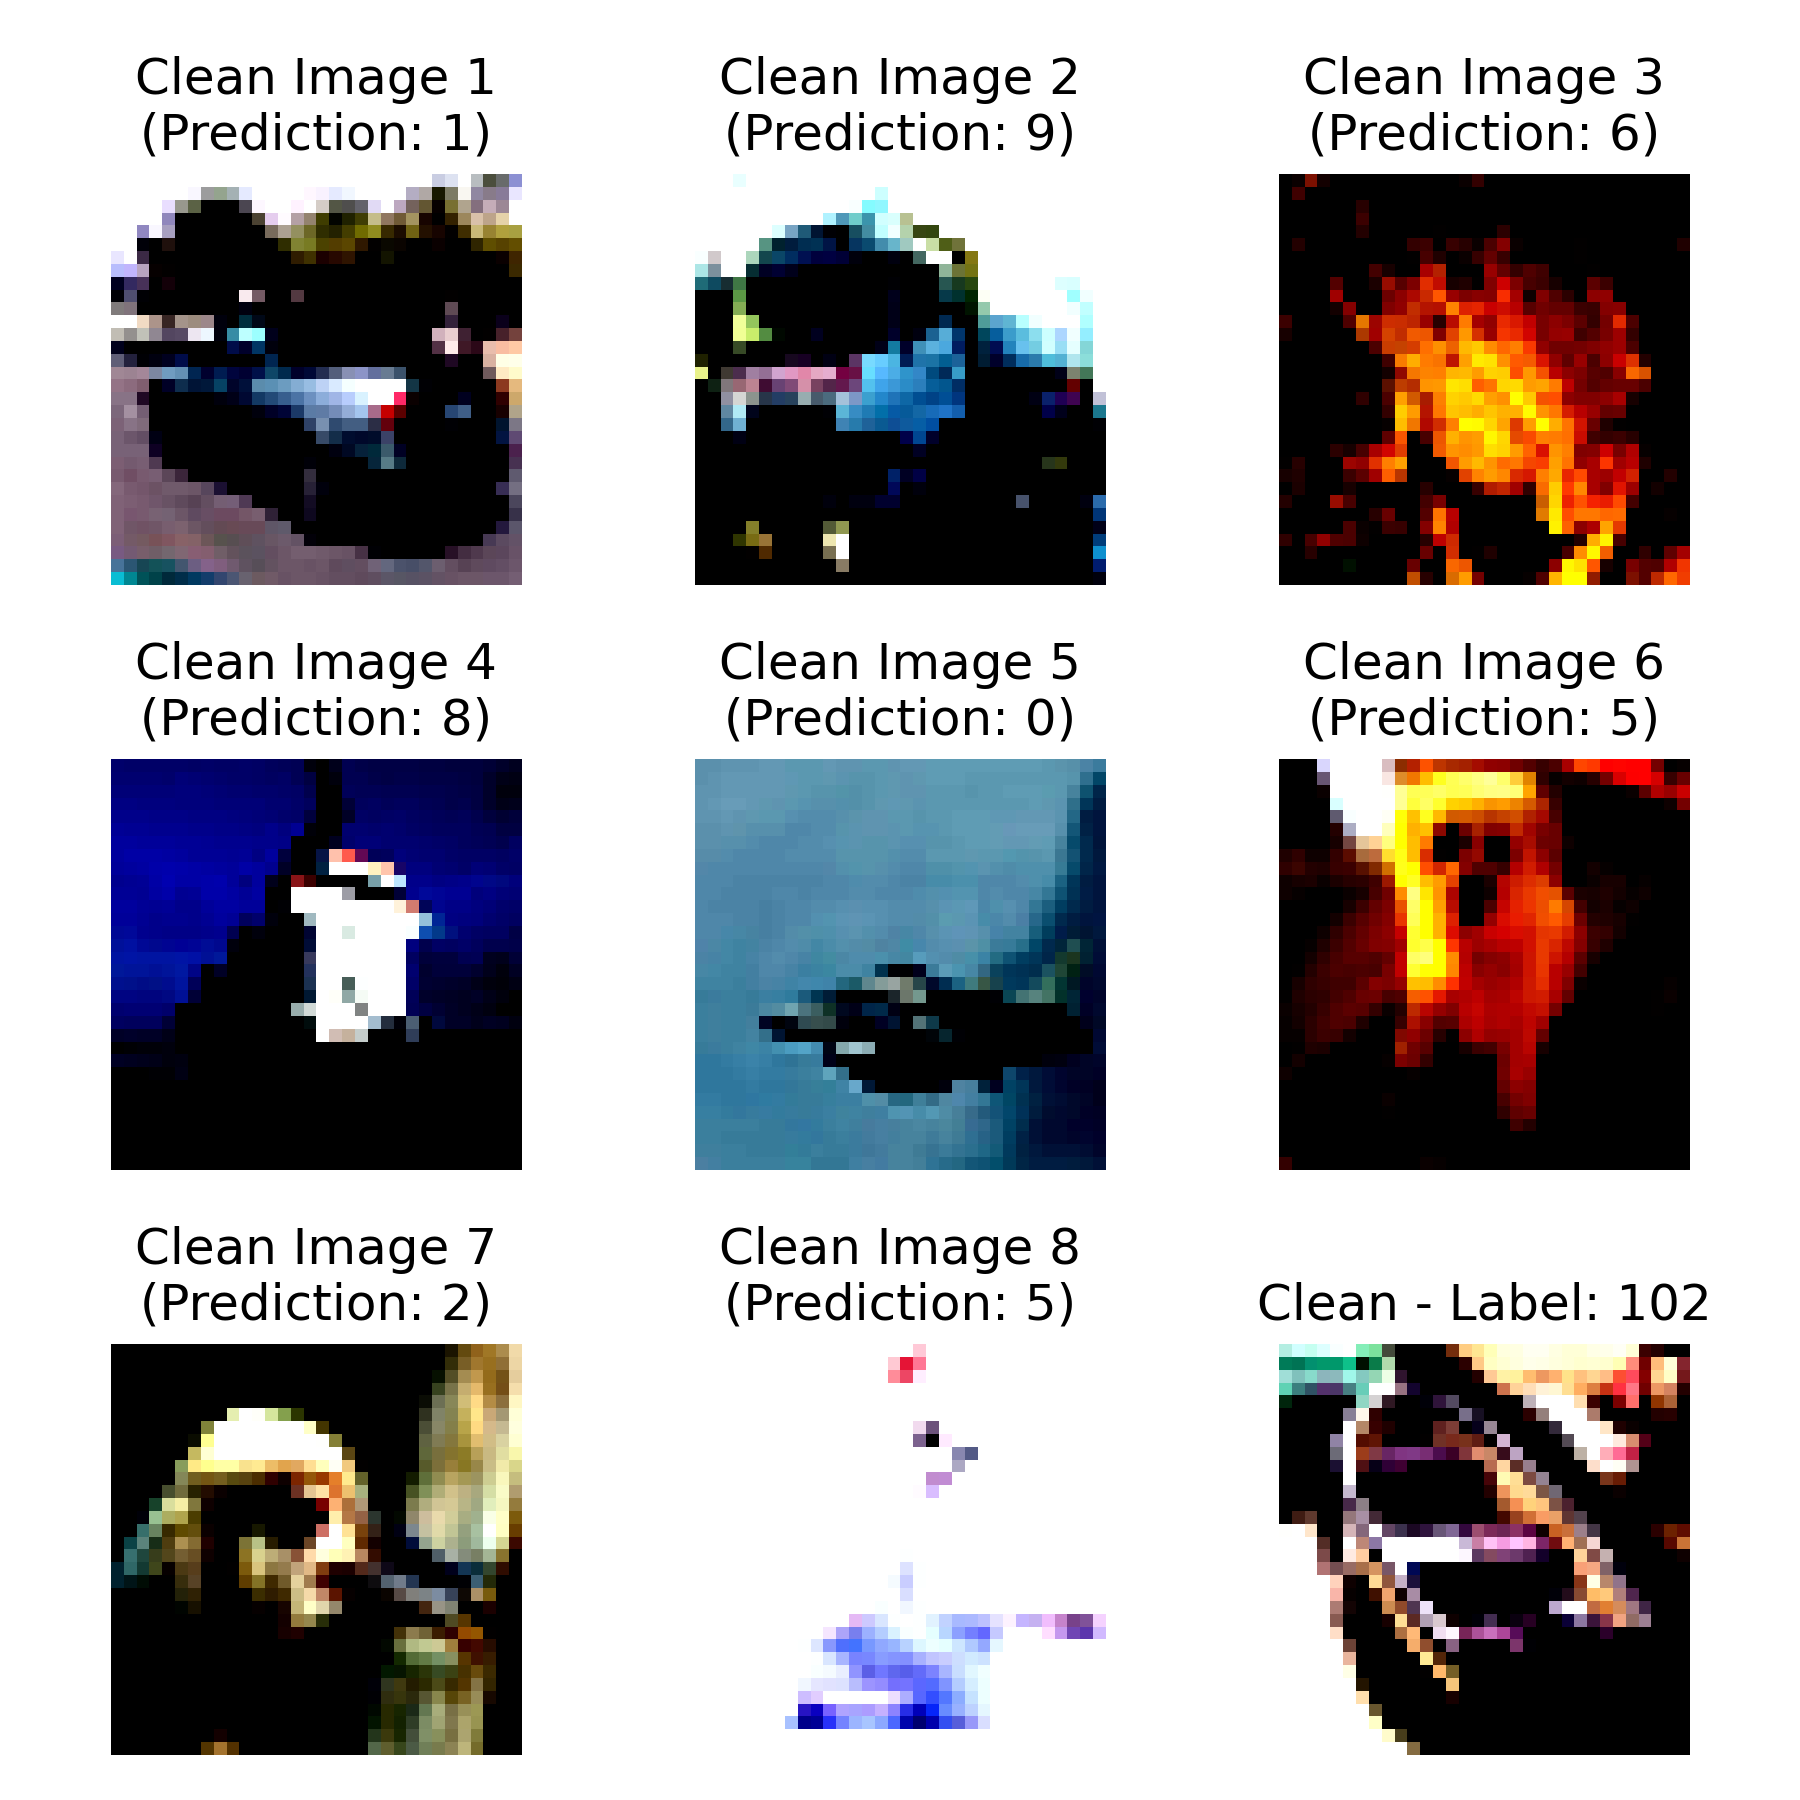 Clean Image 1
(Prediction: 1)
Clean Image 2
(Prediction: 9)
Clean Image 3
(Prediction: 6)
Clean Image 4
(Prediction: 8)
Clean Image 5
(Prediction: 0)
Clean Image 6
(Prediction: 5)
Clean Image 7
(Prediction: 2)
Clean Image 8
(Prediction: 5)
Clean - Label: 102